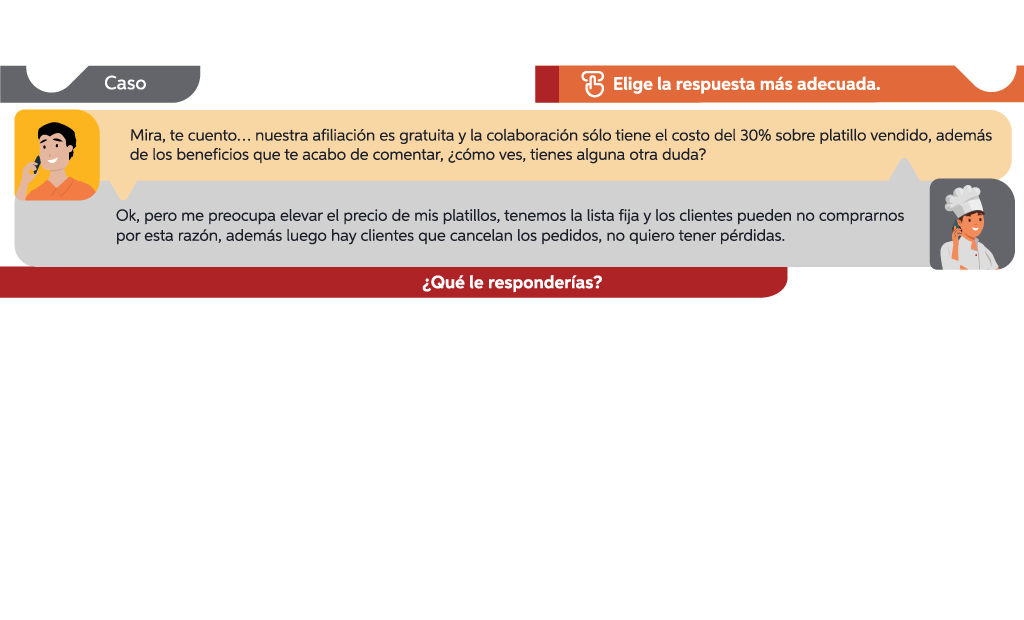 Caso
Elige la respuesta más adecuada.
Mira, te cuento... nuestra afiliación es gratuita y la colaboración sólo tiene el costo del 30% sobre platillo vendido, además
de los beneficios que te acabo de comentar, ¿cómo ves, tienes alguna otra duda?
Ok, pero me preocupa elevar el precio de mis platillos, tenemos la lista fija y los clientes pueden no comprarnos
por esta razón, además luego hay clientes que cancelan los pedidos, no quiero tener pérdidas.
¿Qué le responderías?